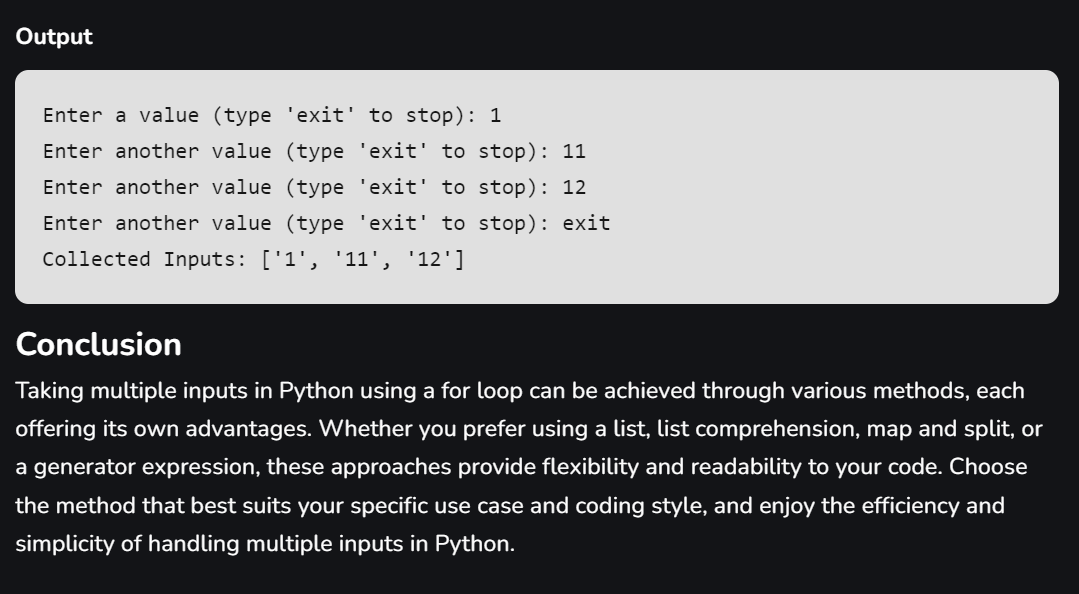 Output
Enter a value (type 'exit' to stop): 1
Enter another value (type 'exit' to stop): 11
Enter another value (type 'exit' to stop): 12
Enter another value (type 'exit' to stop): exit
Collected Inputs: ['1', '11', '12']
Conclusion
Taking multiple inputs in Python using a for loop can be achieved through various methods, each
offering its own advantages. Whether you prefer using a list, list comprehension, map and split, or
a generator expression, these approaches provide flexibility and readability to your code. Choose
the method that best suits your specific use case and coding style, and enjoy the efficiency and
simplicity of handling multiple inputs in Python.